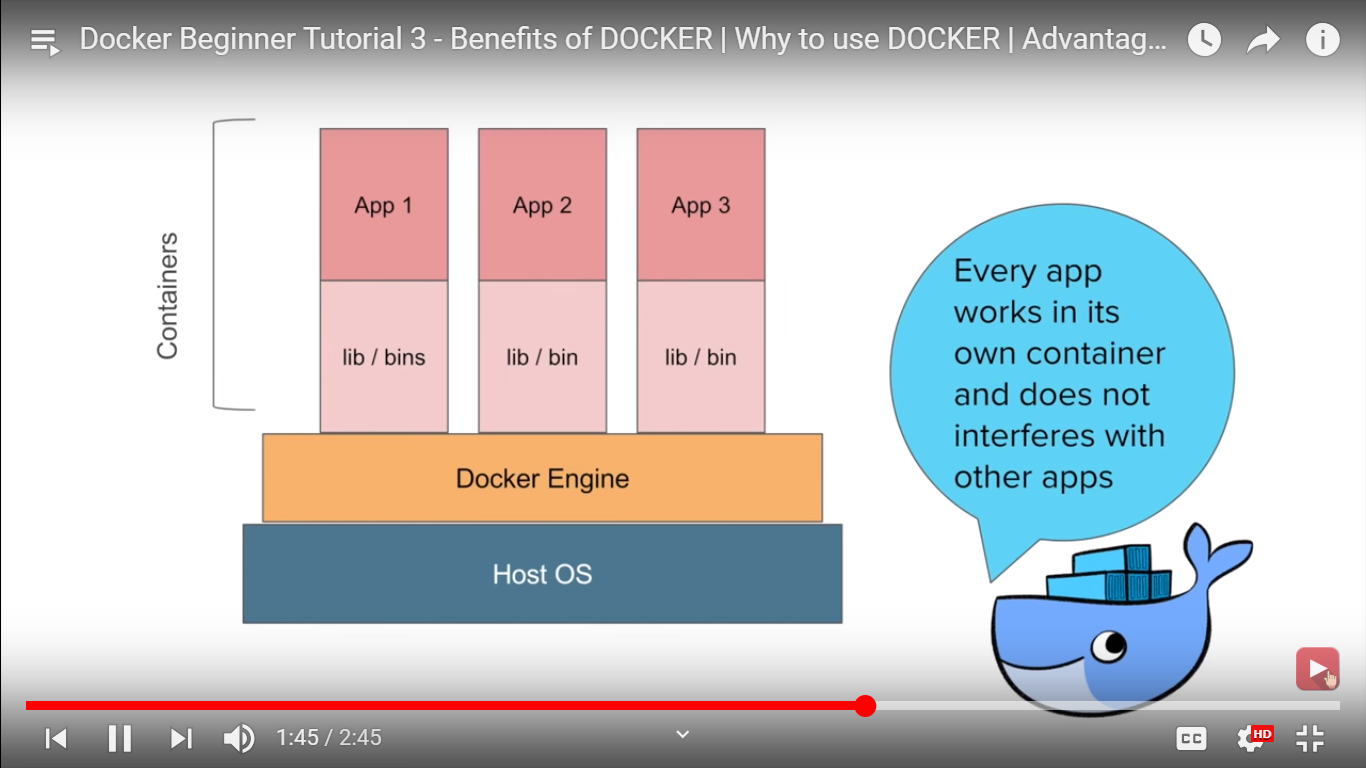 Docker Beginner Tutorial 3 - Benefits of DOCKER | Why to use DOCKER | Advantag...
Containers
App 1
App 2
App 3
lib / bins
lib / bin
lib / bin
Docker Engine
Host OS
Every app
works in its
own container
and does not
interferes with
other apps
1:45 / 2:45
CC
HD